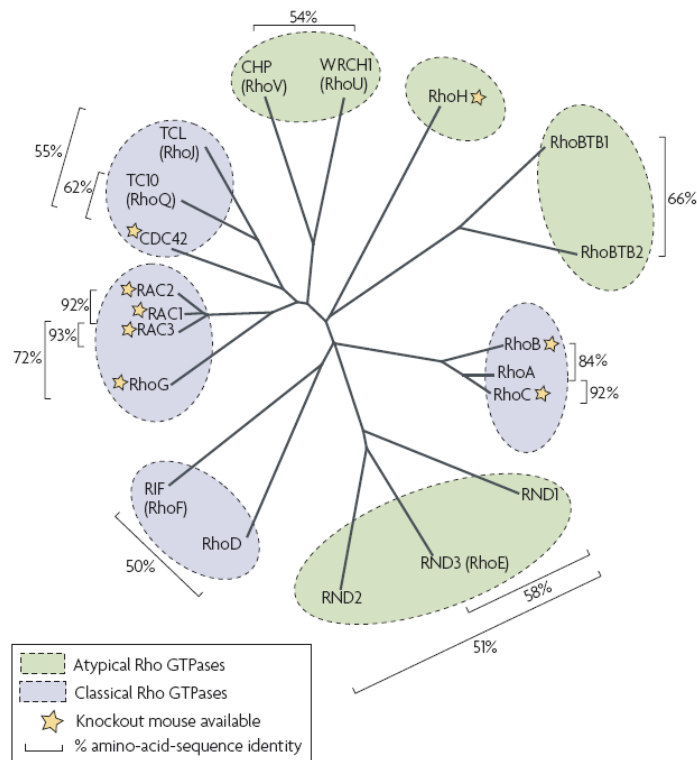 54%
CHP
(RhoV)
WRCH1
(RhoU)
RhoH
RhoBTB1
66%
RhoBTB2
55%
TCL
(RhoJ)
62%
TC10
(RhoQ)
CDC42
92%
RAC2
RAC1
93%
RAC3
72%
RhoG
RhoB
84%
RhoA
RhoC
92%
RIF
(RhoF)
RhoD
50%
RND1
RND3 (RhoE)
RND2
58%
51%
Atypical Rho GTPases
Classical Rho GTPases
Knockout mouse available
% amino-acid-sequence identity